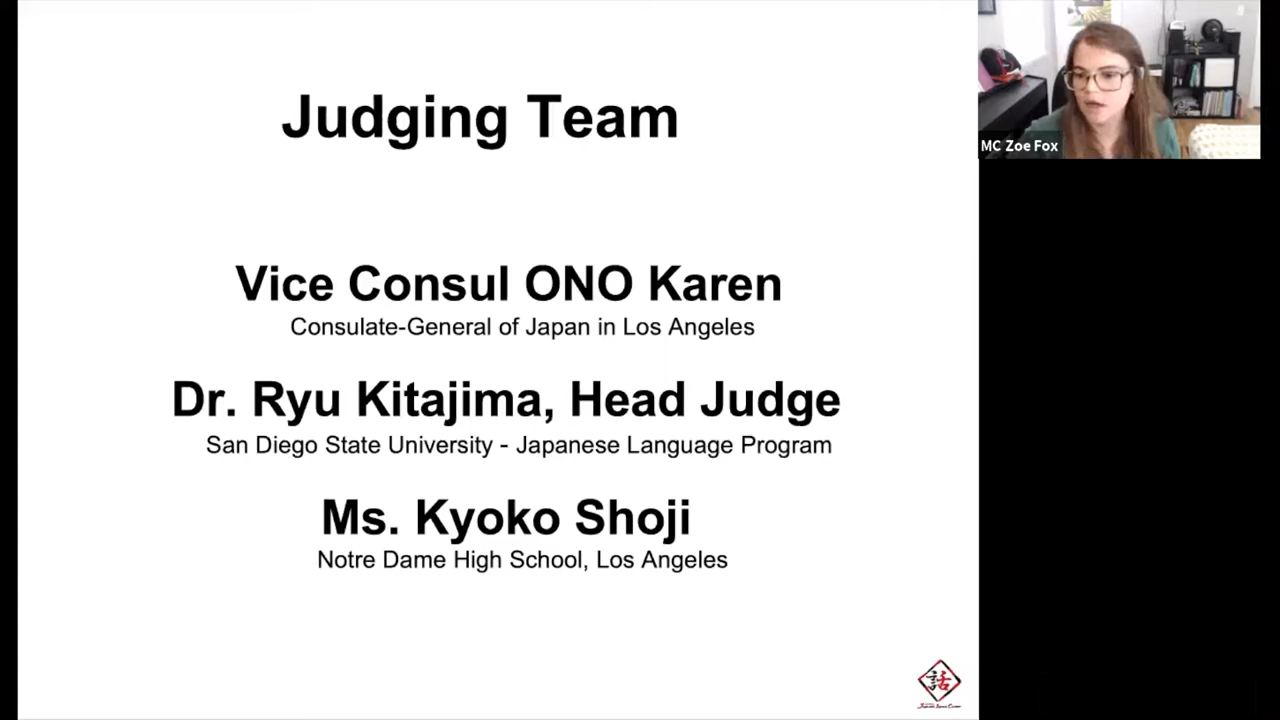 Judging Team
MC Zoe Fox
Vice Consul ONO Karen
Consulate-General of Japan in Los Angeles
Dr. Ryu Kitajima, Head Judge
San Diego State University - Japanese Language Program
Ms. Kyoko Shoji
Notre Dame High School, Los Angeles
話